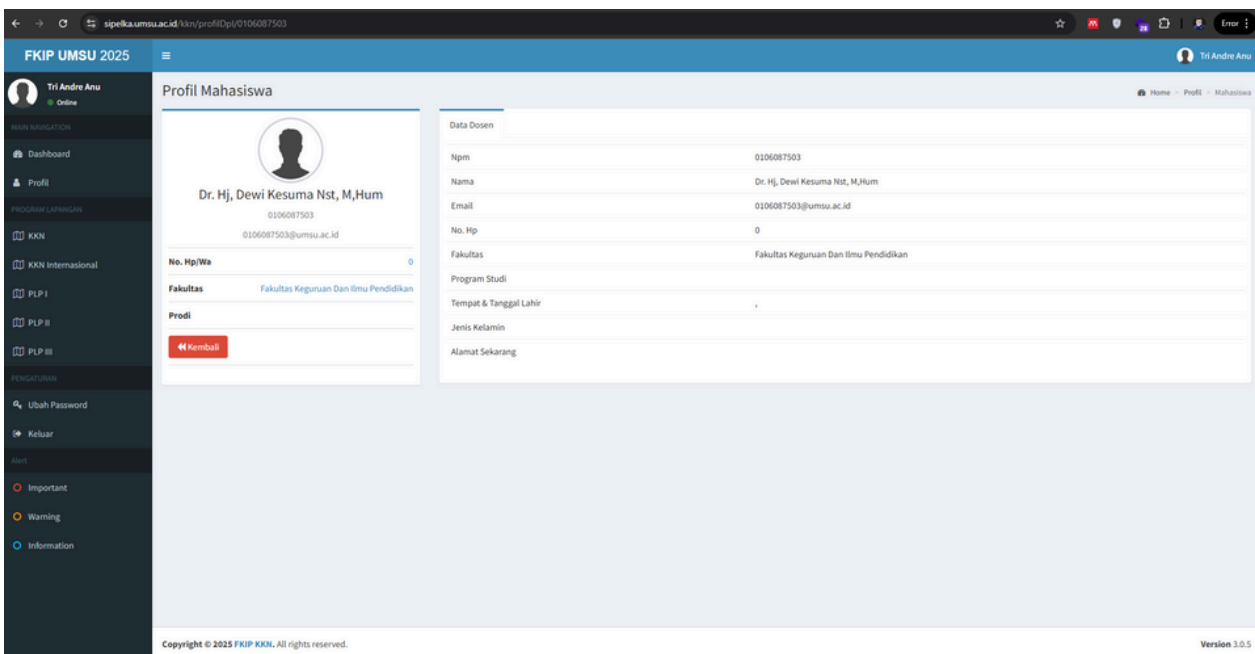 sipelka.umsu.ac.id/kkn/profilDpl/0106087503
Error
FKIP UMSU 2025
Tri Andre Anu
Tri Andre Anu
Online
MAIN NAVIGATION
Dashboard
Profil
PROGRAM LAPANGAN
KKN
KKN Internasional
PLP I
PLP II
PLP III
PENGATURAN
Ubah Password
Keluar
Alert
Important
Warning
Information
Profil Mahasiswa
Home > Profil > Mahasiswa
Dr. Hj, Dewi Kesuma Nst, M,Hum
0106087503
0106087503@umsu.ac.id
No. Hp/Wa 0
Fakultas Fakultas Keguruan Dan Ilmu Pendidikan
Prodi
Kembali
Data Dosen
Npm 0106087503
Nama Dr. Hj, Dewi Kesuma Nst, M,Hum
Email 0106087503@umsu.ac.id
No. Hp 0
Fakultas Fakultas Keguruan Dan Ilmu Pendidikan
Program Studi
Tempat & Tanggal Lahir ,
Jenis Kelamin
Alamat Sekarang
Copyright © 2025 FKIP KKN. All rights reserved.
Version 3.0.5